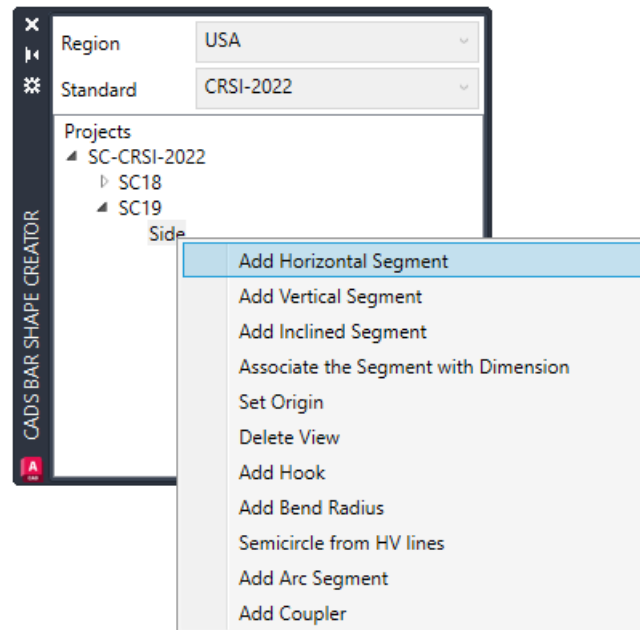 Region USA
Standard CRSI-2022
Projects
SC-CRSI-2022
SC18
SC19
Side
Add Horizontal Segment
Add Vertical Segment
Add Inclined Segment
Associate the Segment with Dimension
Set Origin
Delete View
Add Hook
Add Bend Radius
Semicircle from HV lines
Add Arc Segment
Add Coupler
CADS BAR SHAPE CREATOR
A
CAD